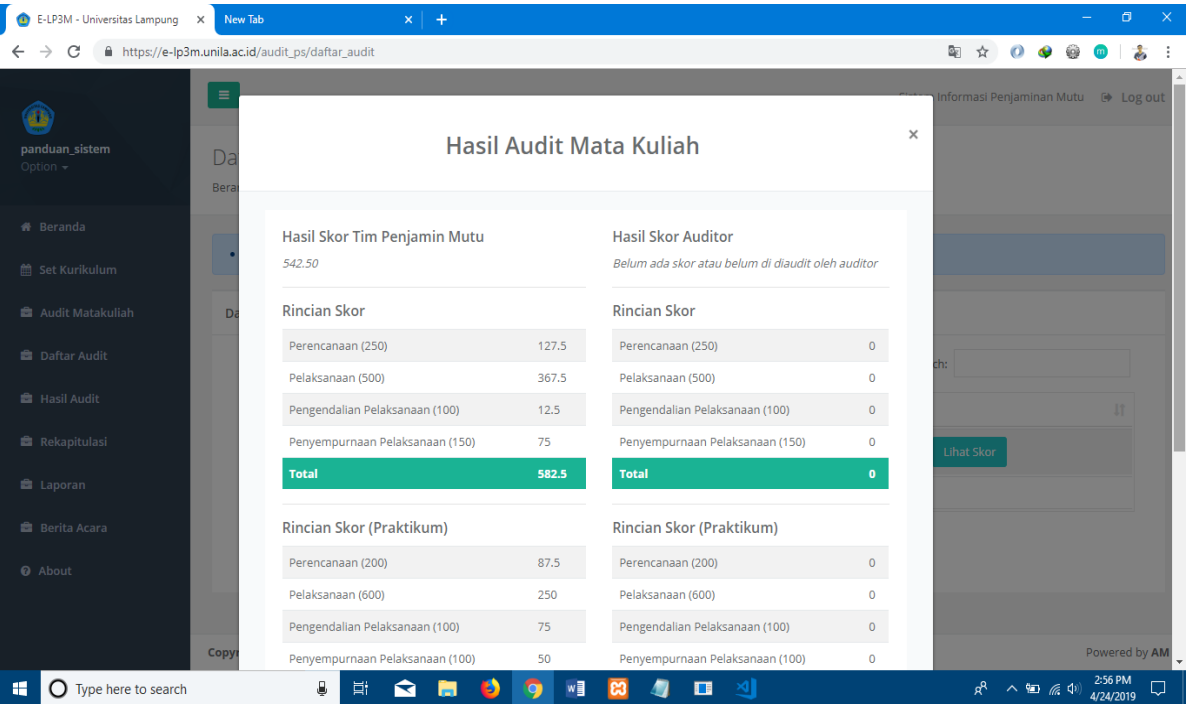 E-LP3M - Universitas Lampung
New Tab
https://e-lp3m.unila.ac.id/audit_ps/daftar_audit
m
panduan_sistem
Option
Beranda
Set Kurikulum
Audit Matakuliah
Daftar Audit
Hasil Audit
Rekapitulasi
Laporan
Berita Acara
About
Informasi Penjaminan Mutu
Log out
Hasil Audit Mata Kuliah
×
Hasil Skor Tim Penjamin Mutu
542.50
Rincian Skor
Perencanaan (250) 127.5
Pelaksanaan (500) 367.5
Pengendalian Pelaksanaan (100) 12.5
Penyempurnaan Pelaksanaan (150) 75
Total 582.5
Rincian Skor (Praktikum)
Perencanaan (200) 87.5
Pelaksanaan (600) 250
Pengendalian Pelaksanaan (100) 75
Penyempurnaan Pelaksanaan (100) 50
Hasil Skor Auditor
Belum ada skor atau belum di diaudit oleh auditor
Rincian Skor
Perencanaan (250) 0
Pelaksanaan (500) 0
Pengendalian Pelaksanaan (100) 0
Penyempurnaan Pelaksanaan (150) 0
Total 0
Rincian Skor (Praktikum)
Perencanaan (200) 0
Pelaksanaan (600) 0
Pengendalian Pelaksanaan (100) 0
Penyempurnaan Pelaksanaan (100) 0
Lihat Skor
Powered by AM
Type here to search
2:56 PM
4/24/2019